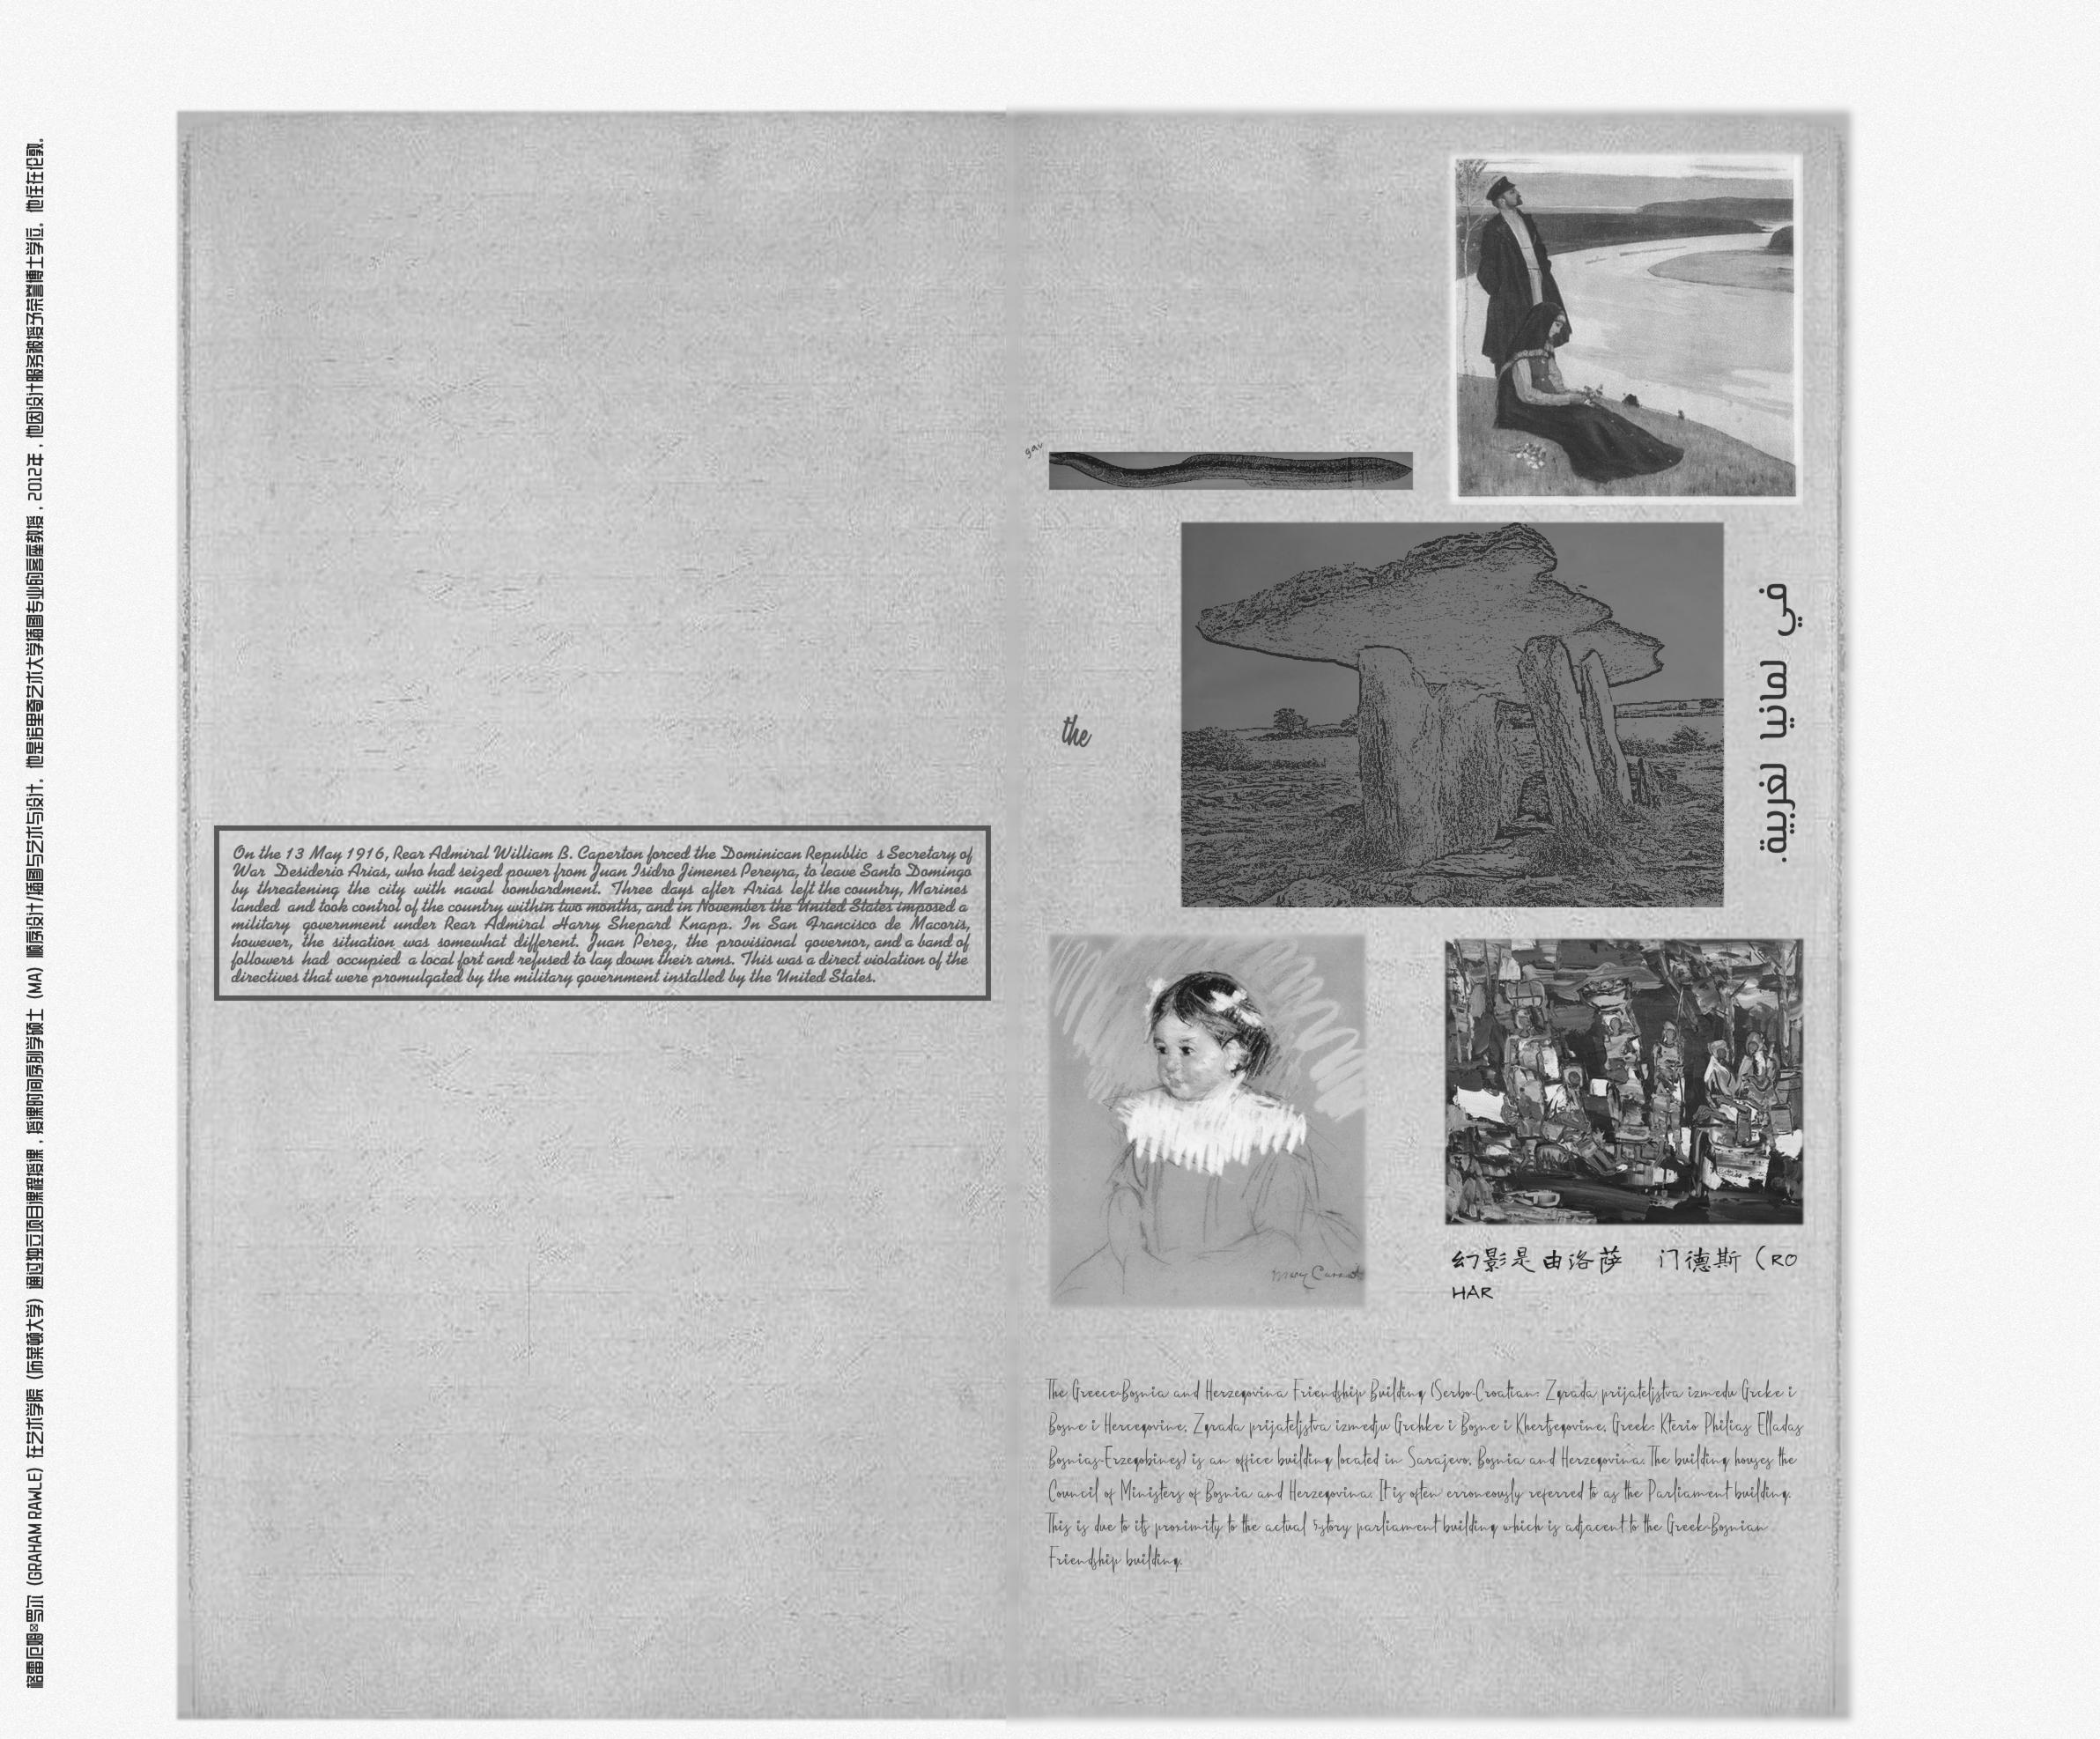 格雷厄姆 罗尔（GRAHAM RAWLE）在艺术学院（布莱顿大学）通过独立项目课程授课，授课时间序列学硕士（MA）顺序设计/插图与艺术与设计。他是诺里奇艺术大学插图专业的客座教授，2012年，他因设计服务被授予荣誉博士学位。他住在伦敦。
On the 13 May 1916, Rear Admiral William B. Caperton forced the Dominican Republic s Secretary of
War Desiderio Arias, who had seized power from Juan Isidro Jimenes Pereyra, to leave Santo Domingo
by threatening the city with naval bombardment. Three days after Arias left the country, Marines
landed and took control of the country within two months, and in November the United States imposed a
military government under Rear Admiral Harry Shepard Knapp. In San Francisco de Macoris,
however, the situation was somewhat different. Juan Perez, the provisional governor, and a band of
followers had occupied a local fort and refused to lay down their arms. This was a direct violation of the
directives that were promulgated by the military government installed by the United States.
gai
the
في لمانيا لغربية.
Mary Cassatt
幻影是由洛萨 门德斯（RO
HAR
The Greece-Bosnia and Herzegovina Friendship Building (Serbo-Croatian: Zgrada prijateljstva izmedu Grcke i
Bosne i Hercegovine, Zgrada prijateljstva izmedju Grchke i Bosne i Khertsegovine, Greek: Kterio Philias Elladas
Bosnias-Erzegobines) is an office building located in Sarajevo, Bosnia and Herzegovina. The building houses the
Council of Ministers of Bosnia and Herzegovina. It is often erroneously referred to as the Parliament building.
This is due to its proximity to the actual 5story parliament building which is adjacent to the Greek-Bosnian
Friendship building.